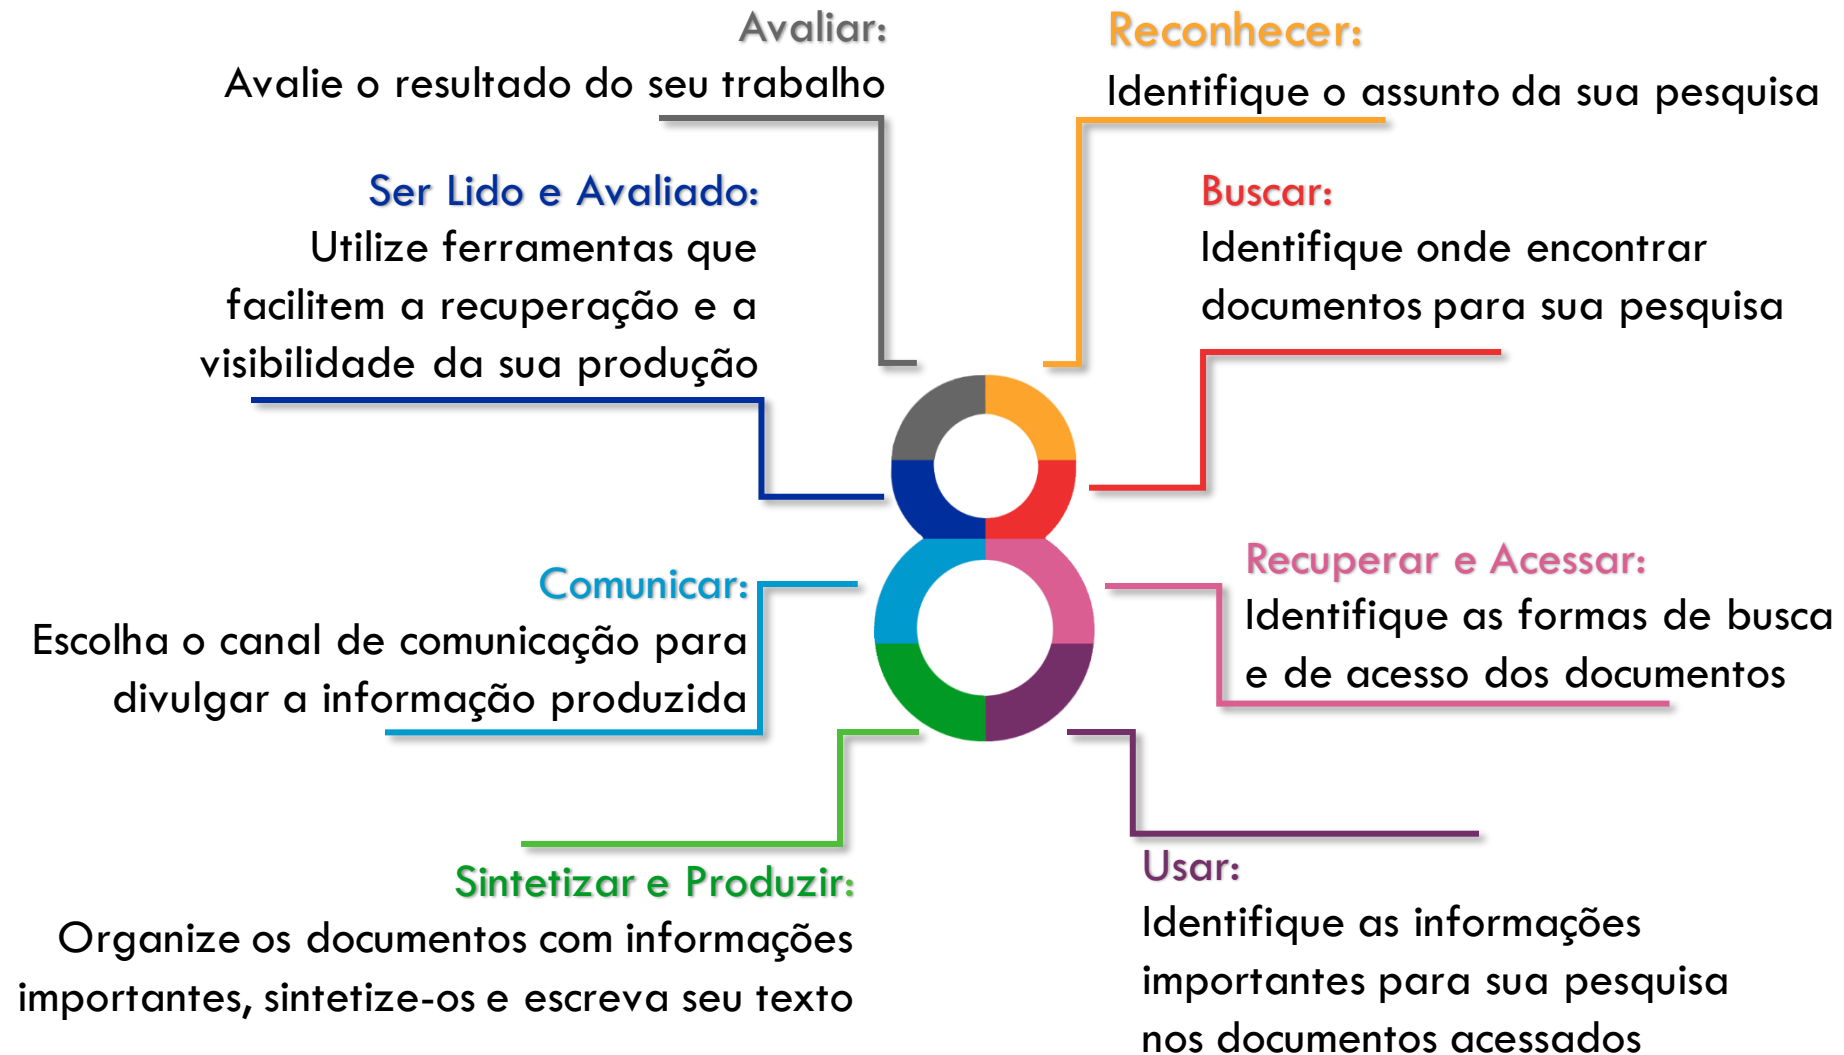 Avaliar:
Avalie o resultado do seu trabalho
Reconhecer:
Identifique o assunto da sua pesquisa
Ser Lido e Avaliado:
Utilize ferramentas que
facilitem a recuperação e a
visibilidade da sua produção
Buscar:
Identifique onde encontrar
documentos para sua pesquisa
Comunicar:
Escolha o canal de comunicação para
divulgar a informação produzida
Recuperar e Acessar:
Identifique as formas de busca
e de acesso dos documentos
Sintetizar e Produzir:
Organize os documentos com informações
importantes, sintetize-os e escreva seu texto
Usar:
Identifique as informações
importantes para sua pesquisa
nos documentos acessados